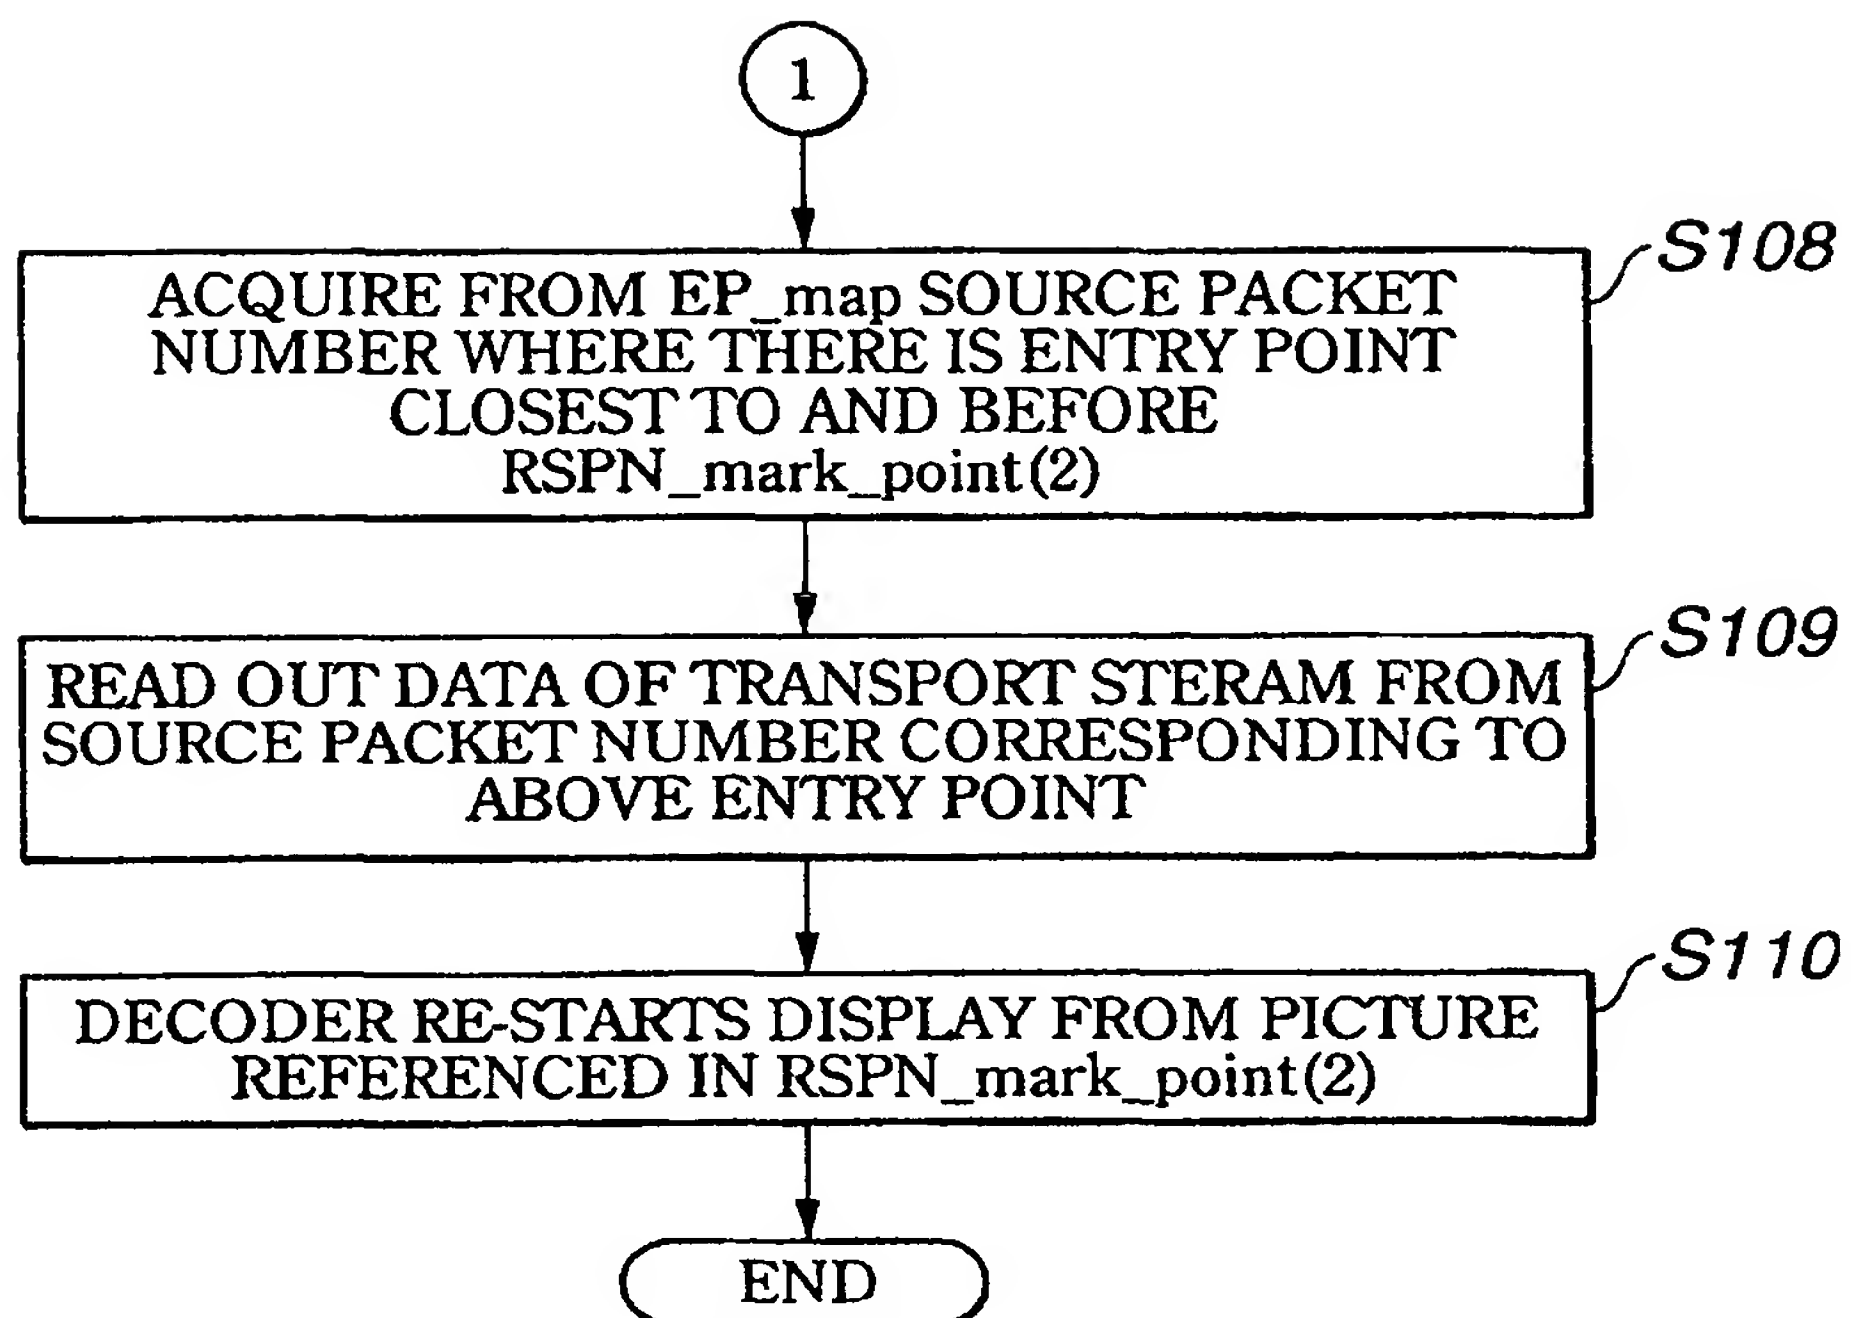 1
S108
ACQUIRE FROM EP_map SOURCE PACKET
NUMBER WHERE THERE IS ENTRY POINT
CLOSEST TO AND BEFORE
RSPN_mark_point(2)
S109
READ OUT DATA OF TRANSPORT STERAM FROM
SOURCE PACKET NUMBER CORRESPONDING TO
ABOVE ENTRY POINT
S110
DECODER RE-STARTS DISPLAY FROM PICTURE
REFERENCED IN RSPN_mark_point(2)
END